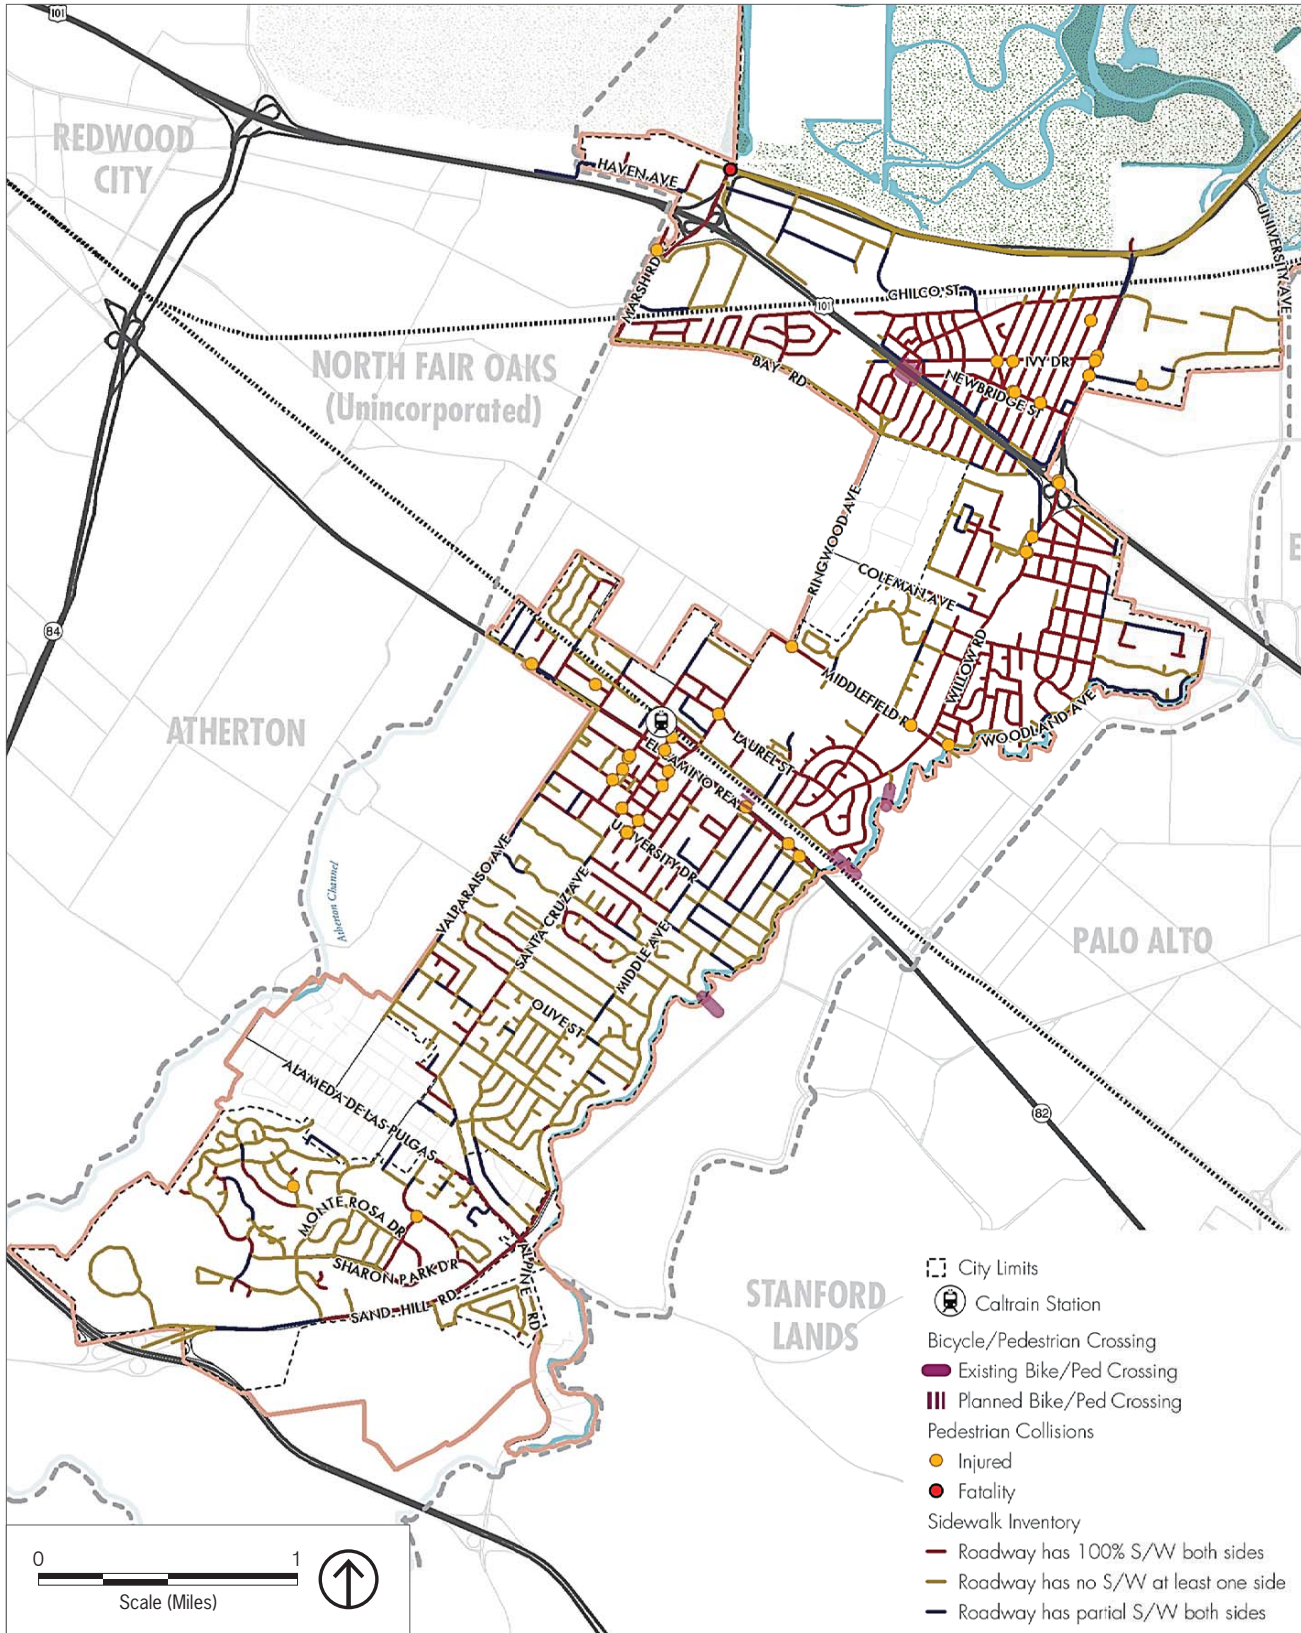 101
REDWOOD
CITY
HAVEN AVE
UNIVERSITY AVE
MARSH RD
CHILCO ST
101
NORTH FAIR OAKS
(Unincorporated)
BAY RD
IVY DR
NEWBRIDGE ST
RINGWOOD AVE
E
COLEMAN AVE
84
WILLOW RD
MIDDLEFIELD R
WOODLAND AVE
ATHERTON
LAUREL ST
EL CAMINO REA
UNIVERSITY DR
VALPARAISO AVE
SANTA CRUZ AVE
Atherton Channel
MIDDLE AVE
PALO ALTO
OLIVE ST
ALAMEDA DE LAS PULGAS
82
MONTE ROSA DR
SHARON PARK DR
ALPINE RD
SAND HILL RD
STANFORD
LANDS
City Limits
Caltrain Station
Bicycle/Pedestrian Crossing
Existing Bike/Ped Crossing
Planned Bike/Ped Crossing
Pedestrian Collisions
Injured
Fatality
Sidewalk Inventory
Roadway has 100% S/W both sides
Roadway has no S/W at least one side
Roadway has partial S/W both sides
0 1
Scale (Miles)